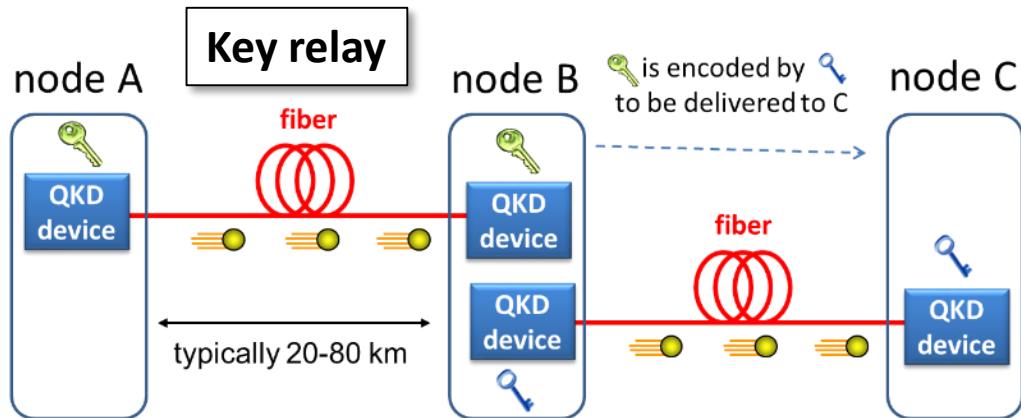 Key relay
node A
node B
node C
is encoded by
to be delivered to C
fiber
QKD
device
QKD
device
fiber
QKD
device
QKD
device
typically 20-80 km